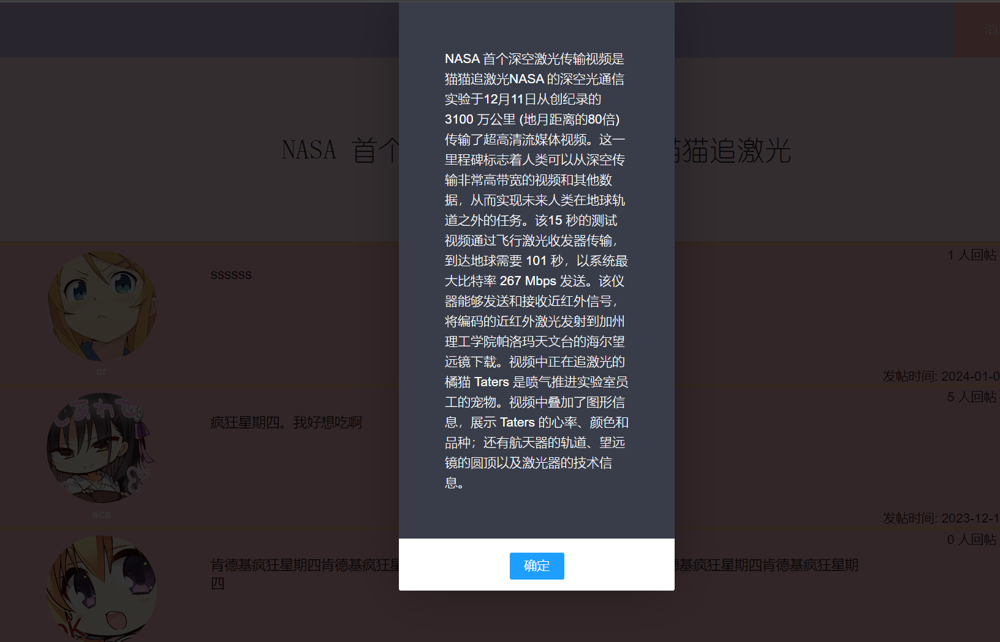 消
NASA 首个
猫猫追激光
NASA 首个深空激光传输视频是
猫猫追激光NASA 的深空光通信
实验于12月11日从创纪录的
3100 万公里 (地月距离的80倍)
传输了超高清流媒体视频。这一
里程碑标志着人类可以从深空传
输非常高带宽的视频和其他数
据，从而实现未来人类在地球轨
道之外的任务。该15 秒的测试
视频通过飞行激光收发器传输，
到达地球需要 101 秒，以系统最
大比特率 267 Mbps 发送。该仪
器能够发送和接收近红外信号，
将编码的近红外激光发射到加州
理工学院帕洛玛天文台的海尔望
远镜下载。视频中正在追激光的
橘猫 Taters 是喷气推进实验室员
工的宠物。视频中叠加了图形信
息，展示 Taters 的心率、颜色和
品种；还有航天器的轨道、望远
镜的圆顶以及激光器的技术信
息。
确定
1 人回帖
ssssss
cr
发帖时间: 2024-01-0
5 人回帖
しあわせ
疯狂星期四。我好想吃啊
aca
发帖时间: 2023-12-1
0 人回帖
肯德基疯狂星期四肯德基疯狂星
德基疯狂星期四肯德基疯狂星期
四
OK